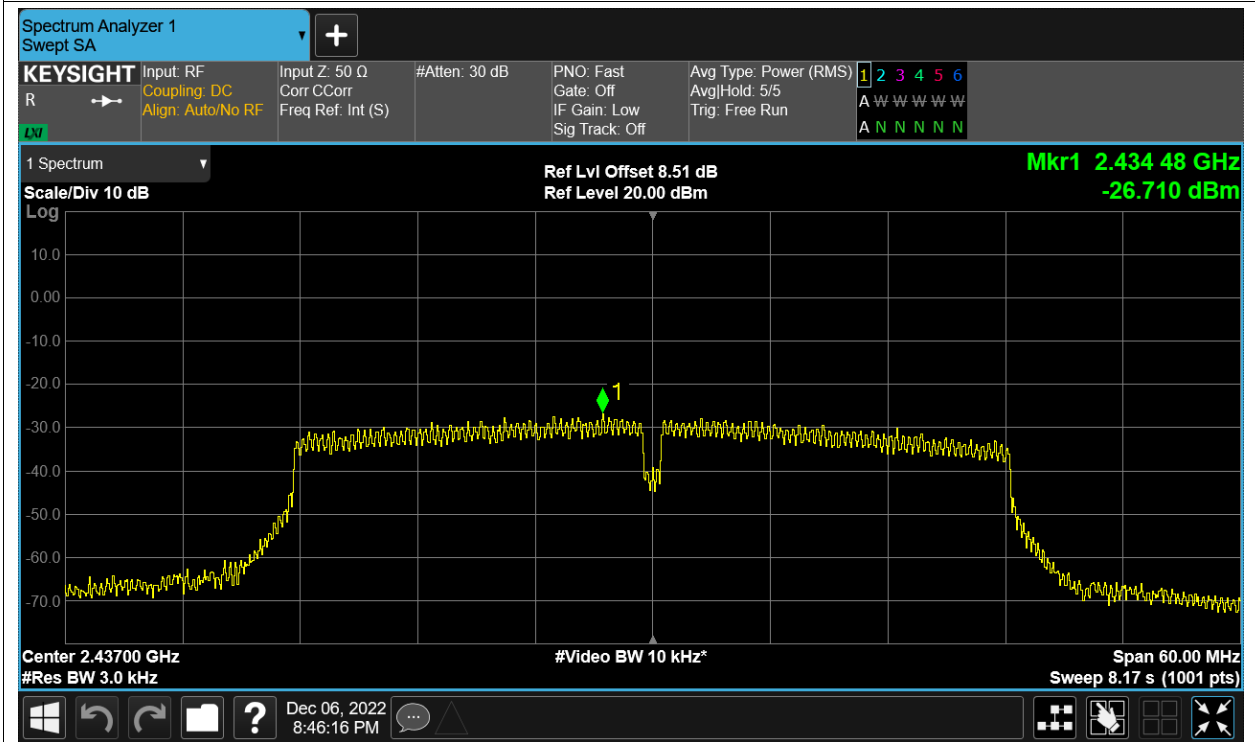 Spectrum Analyzer 1
Swept SA
+
KEYSIGHT
R
LXI
Input: RF
Coupling: DC
Align: Auto/No RF
Input Z: 50 Ω
Corr CCorr
Freq Ref: Int (S)
#Atten: 30 dB
PNO: Fast
Gate: Off
IF Gain: Low
Sig Track: Off
Avg Type: Power (RMS)
Avg|Hold: 5/5
Trig: Free Run
1 2 3 4 5 6
A W W W W W
A N N N N N
1 Spectrum
Scale/Div 10 dB
Log
Ref Lvl Offset 8.51 dB
Ref Level 20.00 dBm
Mkr1 2.434 48 GHz
-26.710 dBm
10.0
0.00
-10.0
-20.0
-30.0
-40.0
-50.0
-60.0
-70.0
1
Center 2.43700 GHz
#Res BW 3.0 kHz
#Video BW 10 kHz*
Span 60.00 MHz
Sweep 8.17 s (1001 pts)
?
Dec 06, 2022
8:46:16 PM